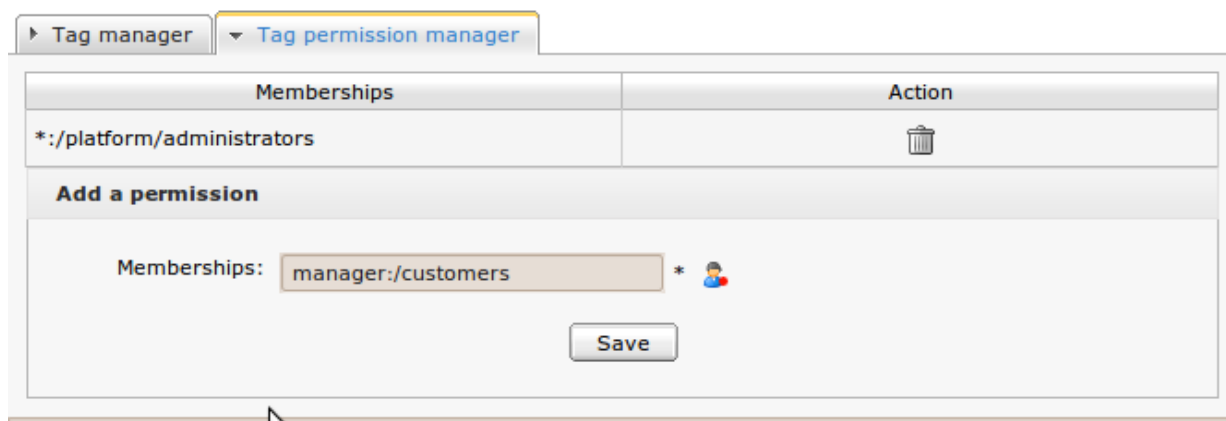 Tag manager Tag permission manager
Memberships Action
*:/platform/administrators
Add a permission
Memberships: manager:/customers *
Save